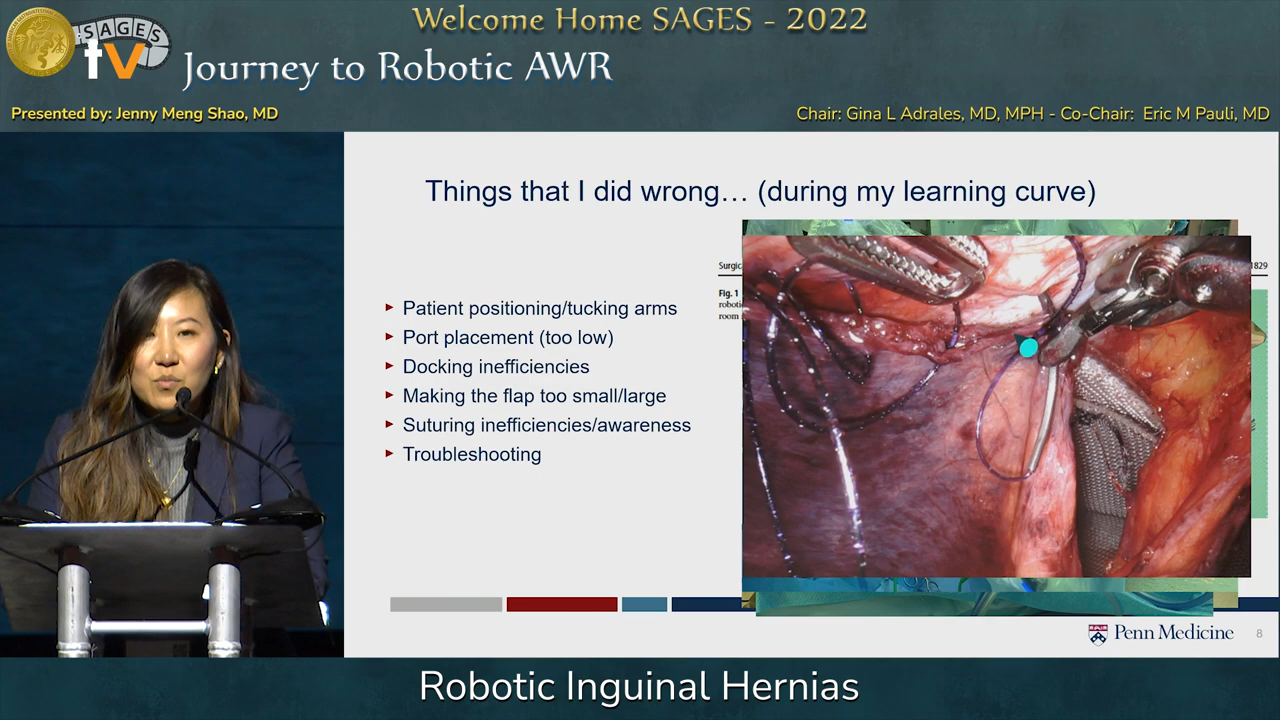 Welcome Home SAGES - 2022
SAGES
tv
Journey to Robotic AWR
Presented by: Jenny Meng Shao, MD
Chair: Gina L Adrales, MD, MPH - Co-Chair: Eric M Pauli, MD
Things that I did wrong… (during my learning curve)
Surgic
1829
Fig. 1
roboti
room
► Patient positioning/tucking arms
► Port placement (too low)
► Docking inefficiencies
► Making the flap too small/large
► Suturing inefficiencies/awareness
► Troubleshooting
Penn Medicine
8
Robotic Inguinal Hernias